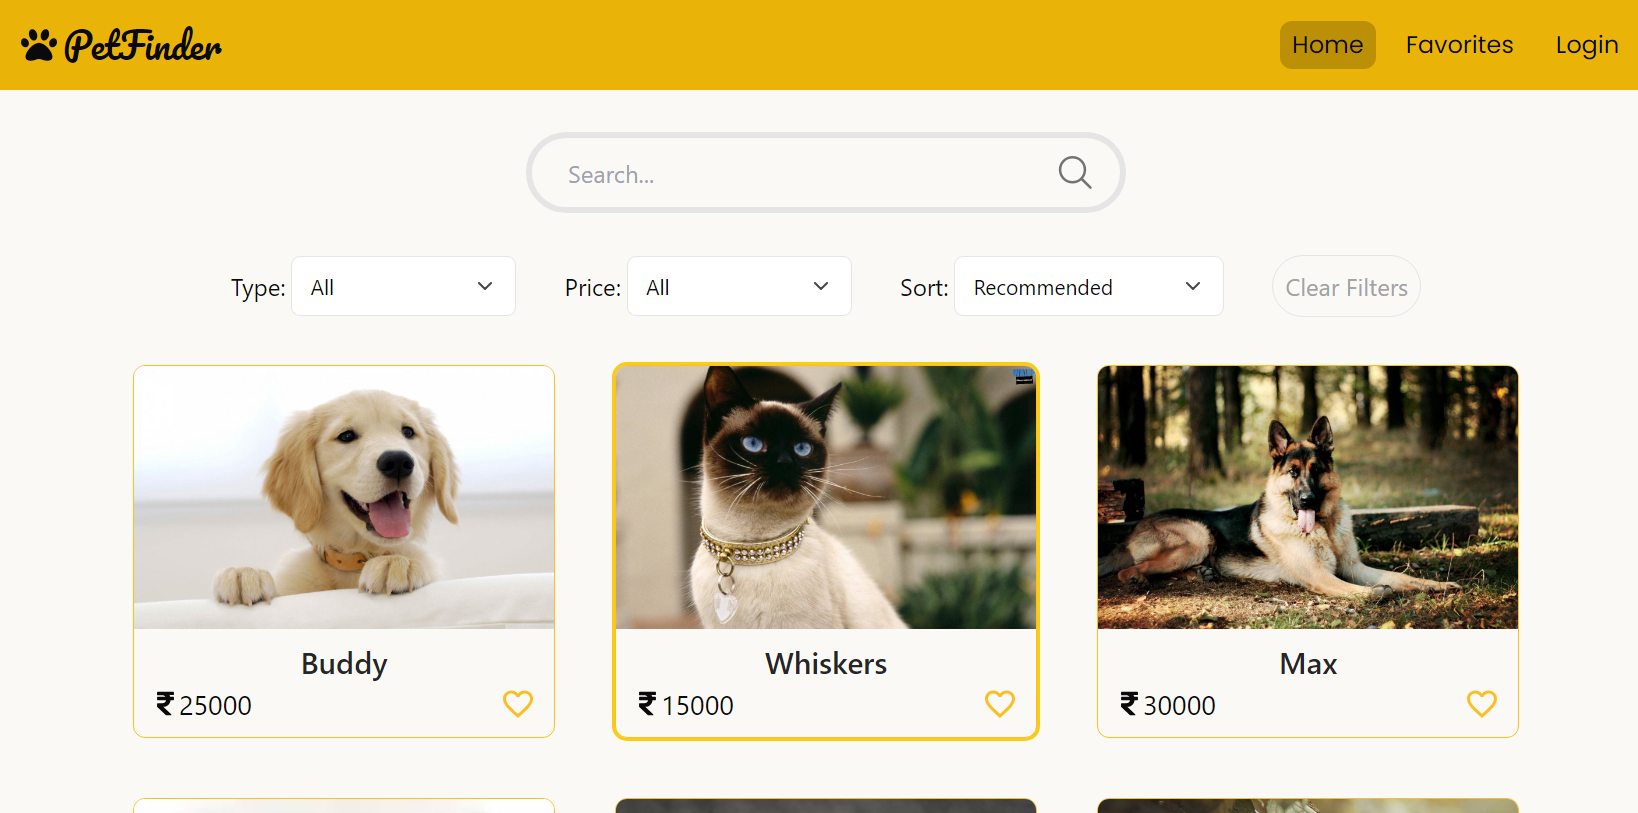 PetFinder
Home Favorites Login
Search...
Type: All Price: All Sort: Recommended Clear Filters
Buddy Whiskers Max
₹ 25000 ₹ 15000 ₹ 30000